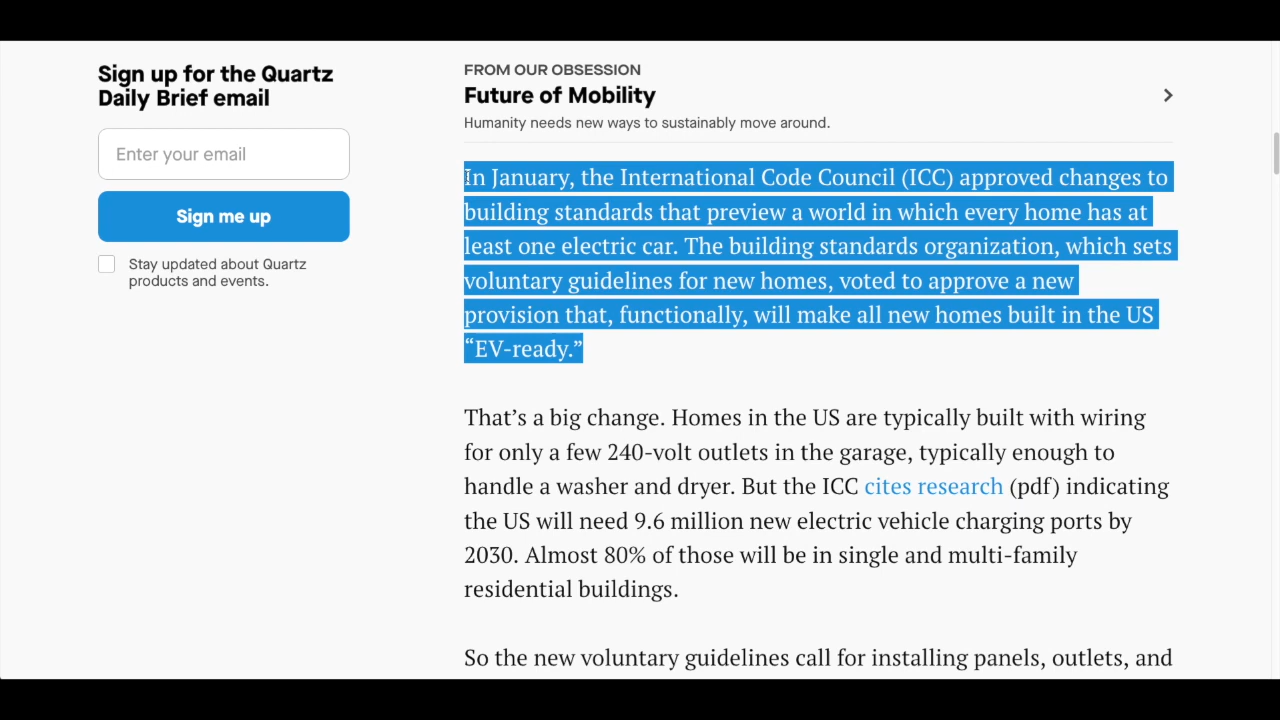 Sign up for the Quartz
Daily Brief email
Enter your email
Sign me up
Stay updated about Quartz
products and events.
FROM OUR OBSESSION
Future of Mobility
Humanity needs new ways to sustainably move around.
In January, the International Code Council (ICC) approved changes to
building standards that preview a world in which every home has at
least one electric car. The building standards organization, which sets
voluntary guidelines for new homes, voted to approve a new
provision that, functionally, will make all new homes built in the US
“EV-ready.”
That’s a big change. Homes in the US are typically built with wiring
for only a few 240-volt outlets in the garage, typically enough to
handle a washer and dryer. But the ICC cites research (pdf) indicating
the US will need 9.6 million new electric vehicle charging ports by
2030. Almost 80% of those will be in single and multi-family
residential buildings.
So the new voluntary guidelines call for installing panels, outlets, and